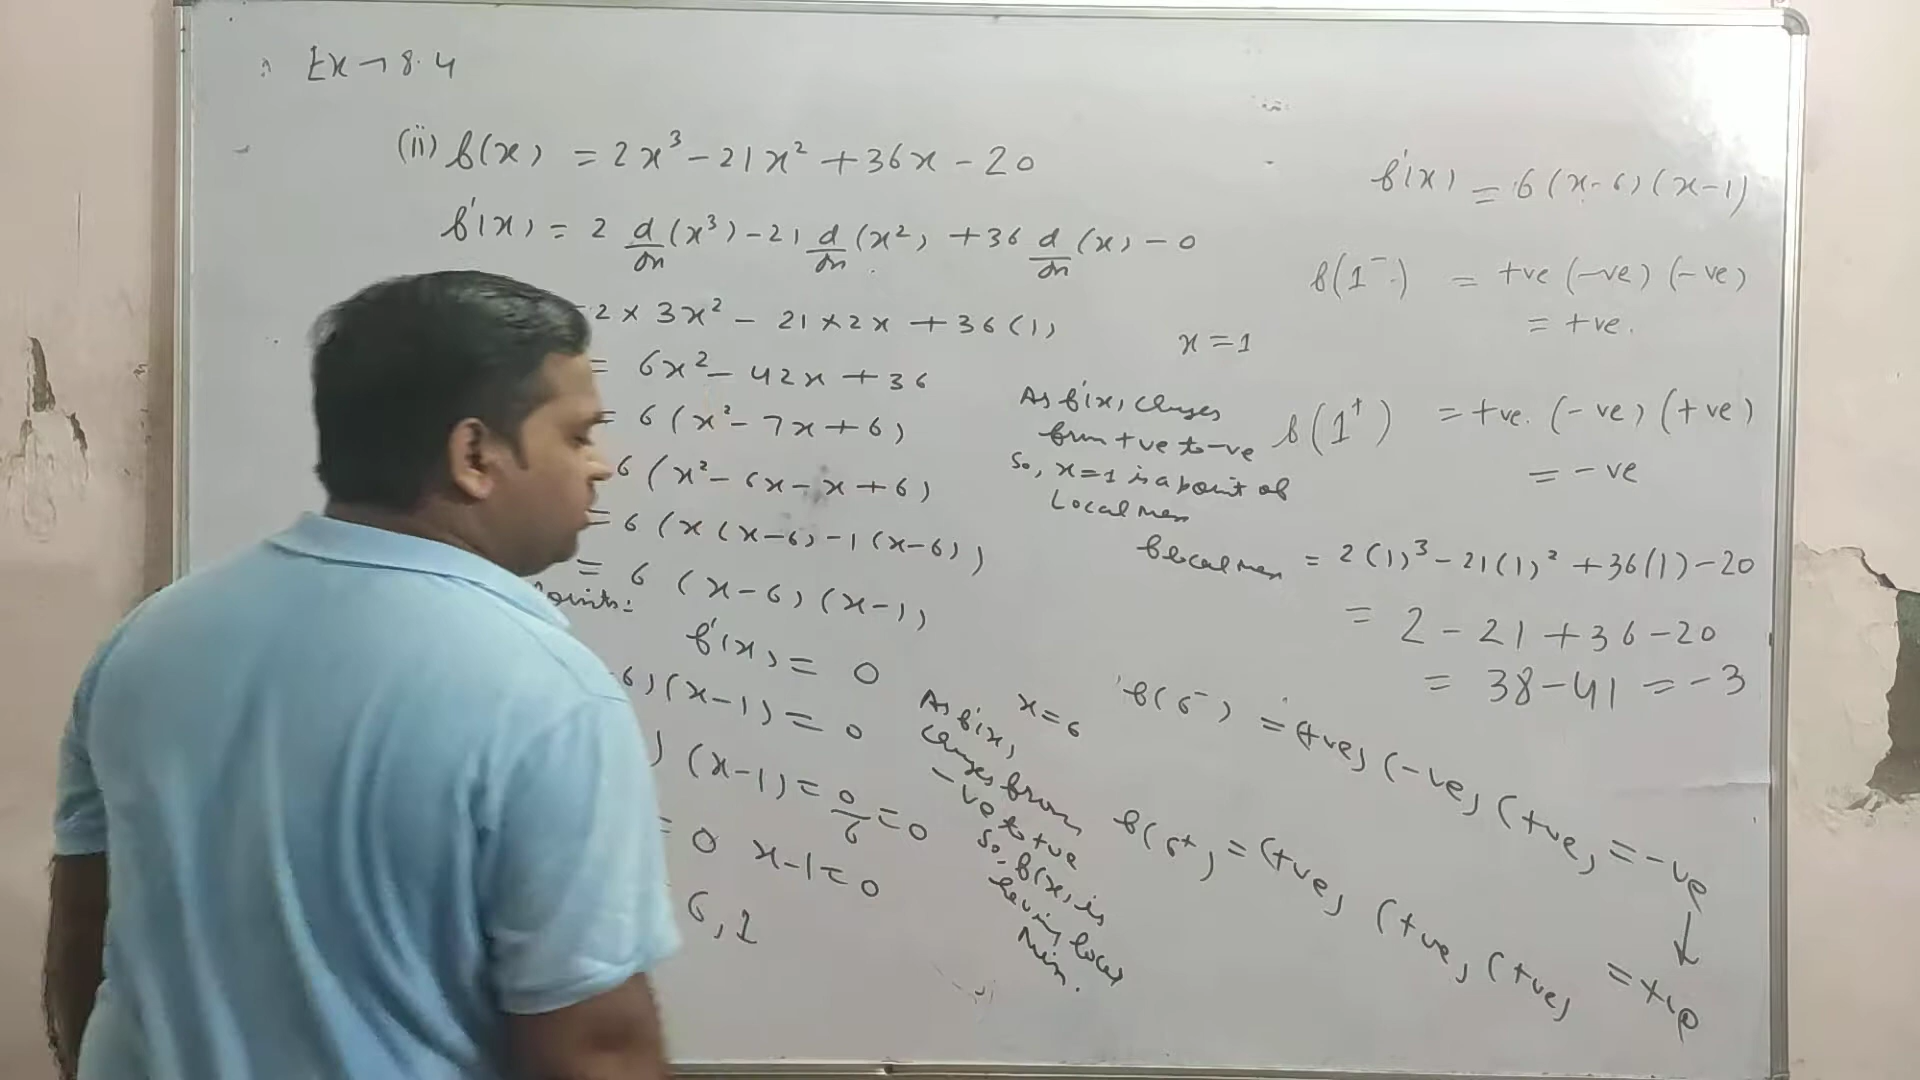 Ex → 8.4
(ii) f(x) = 2x³ - 21x² + 36x - 20
f'(x) = 2 d/dx (x³) - 21 d/dx (x²) + 36 d/dx (x) - 0
= 2 × 3x² - 21 × 2x + 36(1)
= 6x² - 42x + 36
= 6(x² - 7x + 6)
6(x² - 6x - x + 6)
= 6(x(x-6) - 1(x-6))
= 6(x-6)(x-1)
oints:
f'(x) = 0
6)(x-1) = 0
)(x-1) = 0/6 = 0
= 0 x-1 = 0
6, 1
f'(x) = 6(x-6)(x-1)
f(1⁻) = +ve (-ve) (-ve)
= +ve.
x = 1
f(1⁺) = +ve. (-ve) (+ve)
= -ve
As f'(x) changes
from +ve to -ve
So, x=1 is a point of
Local max
f local max = 2(1)³ - 21(1)² + 36(1) - 20
= 2 - 21 + 36 - 20
= 38 - 41 = -3
x = 6
f(6⁻) = (+ve) (-ve) (+ve) = -ve
f(6⁺) = (+ve) (+ve) (+ve) = +ve
As f'(x)
changes from
-ve to +ve
So, f(x) is
having local
Min.